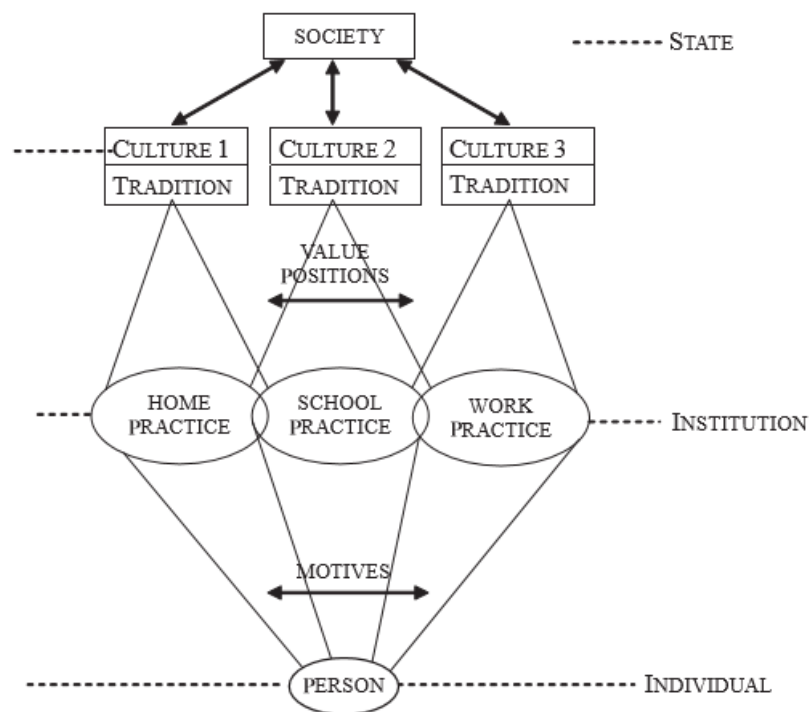 SOCIETY
STATE
CULTURE 1
CULTURE 2
CULTURE 3
TRADITION
TRADITION
TRADITION
VALUE
POSITIONS
HOME
PRACTICE
SCHOOL
PRACTICE
WORK
PRACTICE
INSTITUTION
MOTIVES
PERSON
INDIVIDUAL